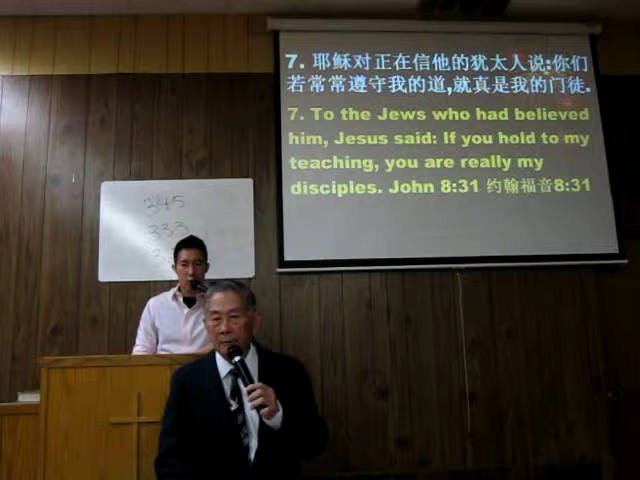 7. 耶稣对正在信他的犹太人说:你们
若常常遵守我的道,就真是我的门徒.
7. To the Jews who had believed
him, Jesus said: If you hold to my
teaching, you are really my
disciples. John 8:31 约翰福音8:31
345
333